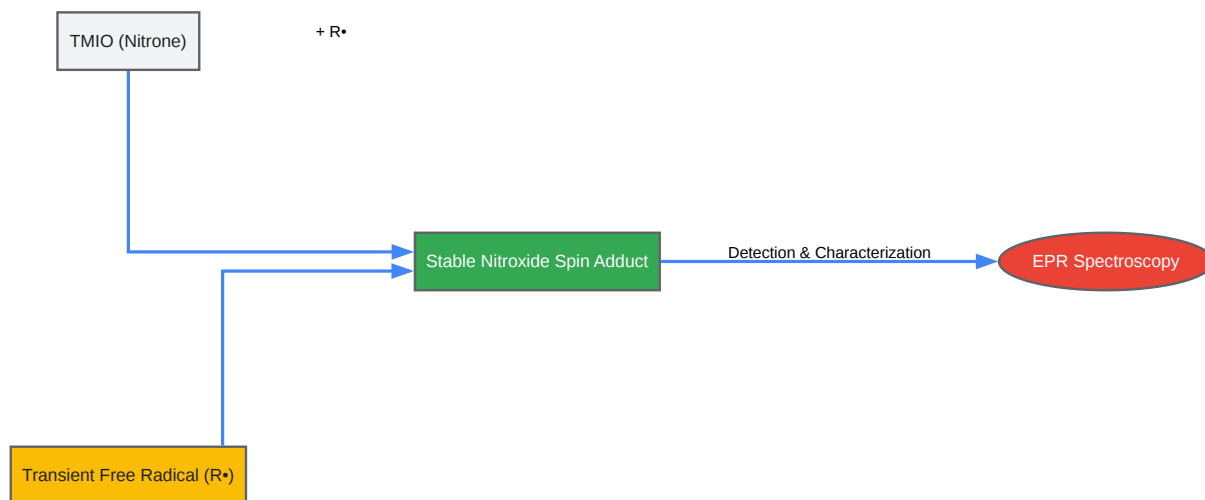 TMIO (Nitrone)
+ R•
Stable Nitroxide Spin Adduct
Detection & Characterization
EPR Spectroscopy
Transient Free Radical (R•)